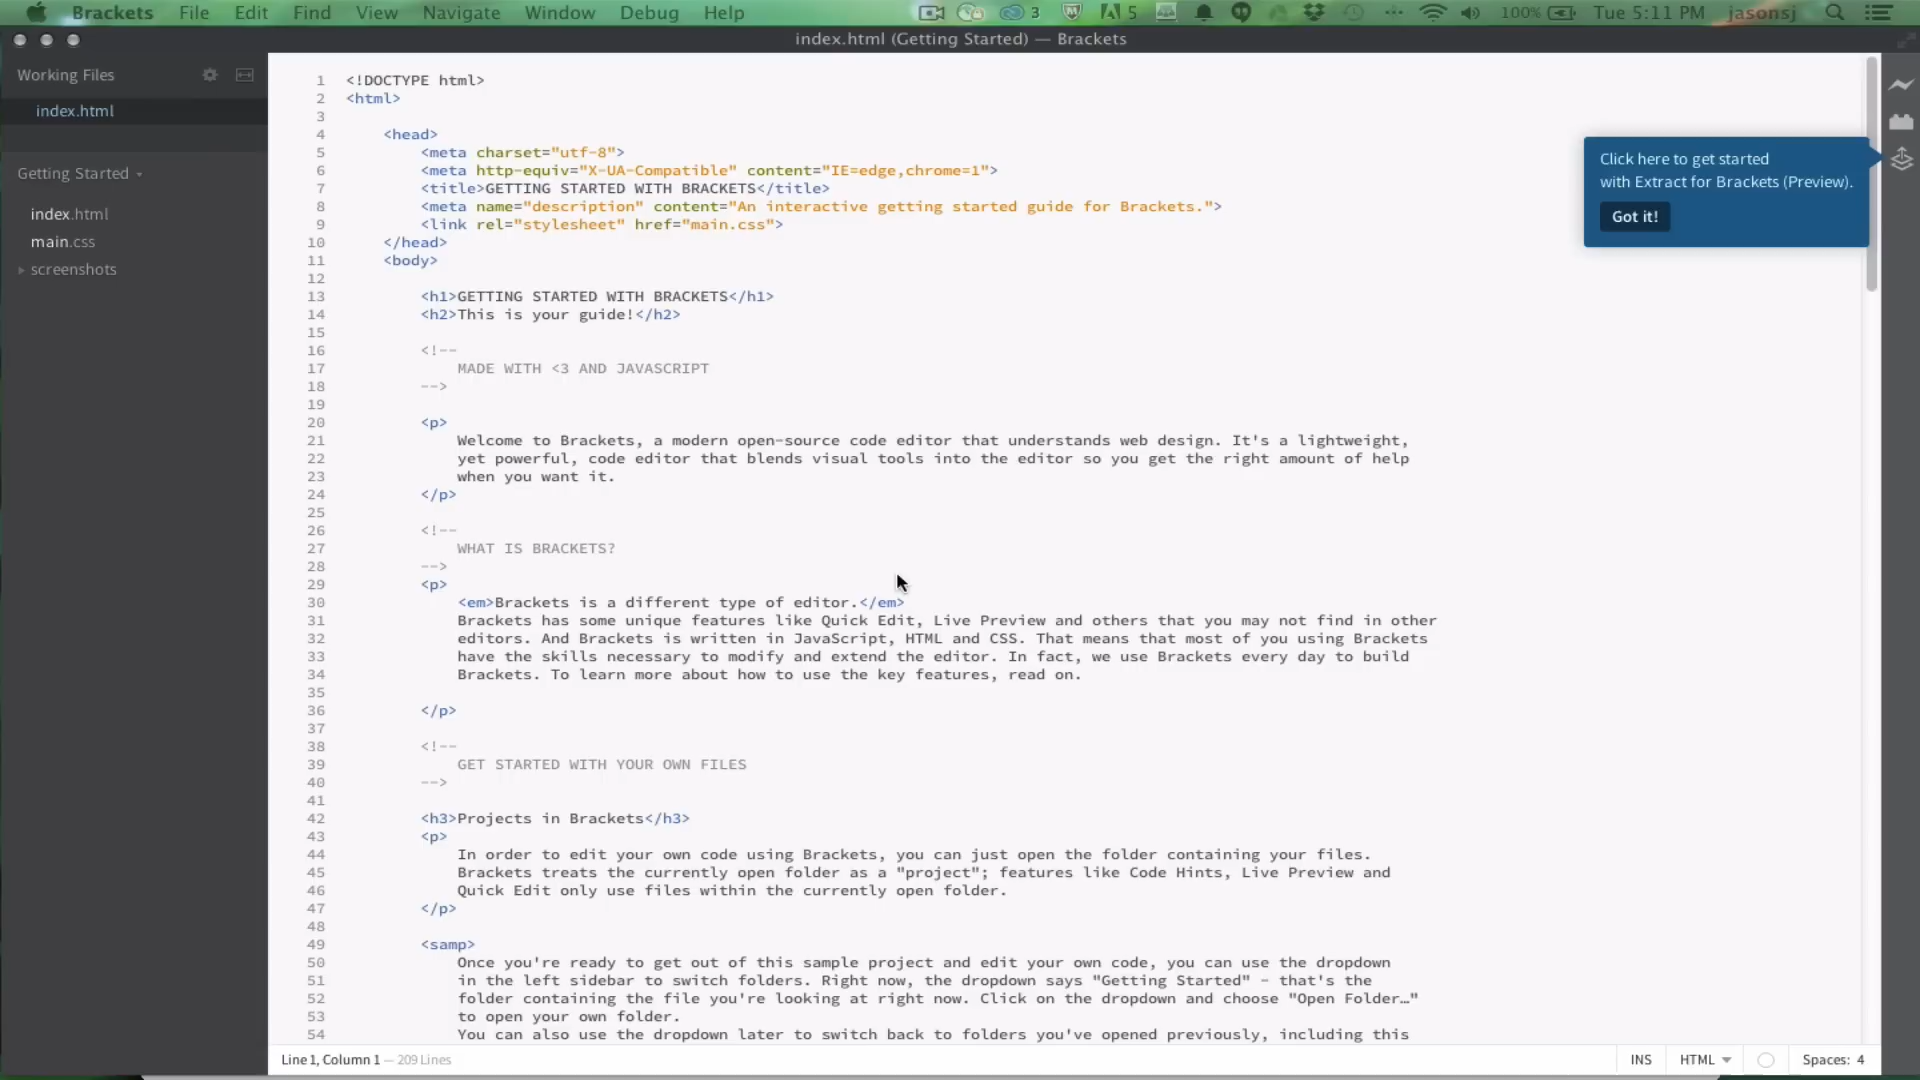 Brackets File Edit Find View Navigate Window Debug Help 3 5 100% Tue 5:11 PM jasonsj
index.html (Getting Started) — Brackets
Working Files
index.html
Getting Started
index.html
main.css
screenshots
1 <!DOCTYPE html>
2 <html>
3
4 <head>
5 <meta charset="utf-8">
6 <meta http-equiv="X-UA-Compatible" content="IE=edge,chrome=1">
7 <title>GETTING STARTED WITH BRACKETS</title>
8 <meta name="description" content="An interactive getting started guide for Brackets.">
9 <link rel="stylesheet" href="main.css">
10 </head>
11 <body>
12
13 <h1>GETTING STARTED WITH BRACKETS</h1>
14 <h2>This is your guide!</h2>
15
16 <!--
17 MADE WITH <3 AND JAVASCRIPT
18 -->
19
20 <p>
21 Welcome to Brackets, a modern open-source code editor that understands web design. It's a lightweight,
22 yet powerful, code editor that blends visual tools into the editor so you get the right amount of help
23 when you want it.
24 </p>
25
26 <!--
27 WHAT IS BRACKETS?
28 -->
29 <p>
30 <em>Brackets is a different type of editor.</em>
31 Brackets has some unique features like Quick Edit, Live Preview and others that you may not find in other
32 editors. And Brackets is written in JavaScript, HTML and CSS. That means that most of you using Brackets
33 have the skills necessary to modify and extend the editor. In fact, we use Brackets every day to build
34 Brackets. To learn more about how to use the key features, read on.
35
36 </p>
37
38 <!--
39 GET STARTED WITH YOUR OWN FILES
40 -->
41
42 <h3>Projects in Brackets</h3>
43 <p>
44 In order to edit your own code using Brackets, you can just open the folder containing your files.
45 Brackets treats the currently open folder as a "project"; features like Code Hints, Live Preview and
46 Quick Edit only use files within the currently open folder.
47 </p>
48
49 <samp>
50 Once you're ready to get out of this sample project and edit your own code, you can use the dropdown
51 in the left sidebar to switch folders. Right now, the dropdown says "Getting Started" - that's the
52 folder containing the file you're looking at right now. Click on the dropdown and choose "Open Folder…"
53 to open your own folder.
54 You can also use the dropdown later to switch back to folders you've opened previously, including this
Click here to get started
with Extract for Brackets (Preview).
Got it!
Line 1, Column 1 — 209 Lines
INS HTML Spaces: 4